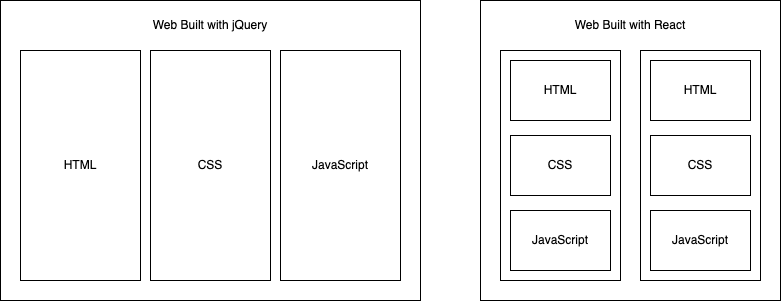 Web Built with jQuery
HTML
CSS
JavaScript
Web Built with React
HTML
CSS
JavaScript
HTML
CSS
JavaScript